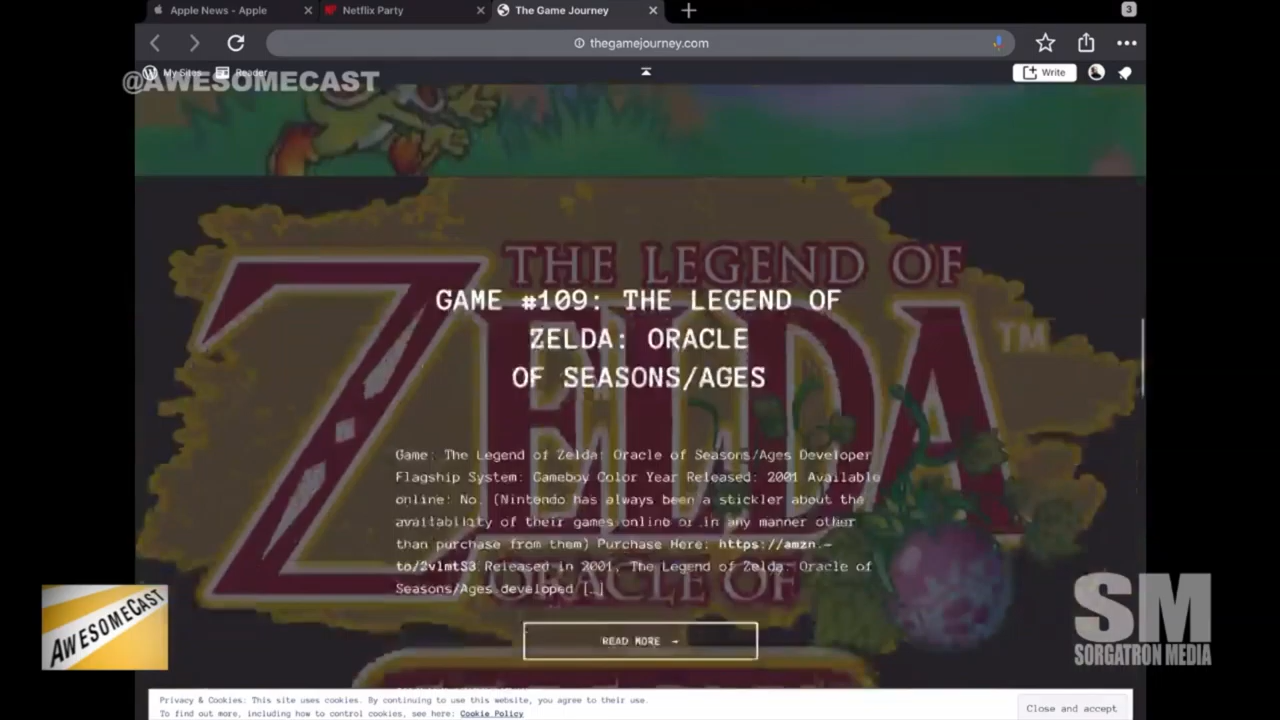 Apple News - Apple
Netflix Party
The Game Journey
3
thegamejourney.com
My Sites
Reader
Write
@AWESOMECAST
THE LEGEND OF
ZELDA
TM
ORACLE OF
GAME #109: THE LEGEND OF
ZELDA: ORACLE
OF SEASONS/AGES
Game: The Legend of Zelda: Oracle of Seasons/Ages Developer
Flagship System: Gameboy Color Year Released: 2001 Available
online: No. (Nintendo has always been a stickler about the
availability of their games online or in any manner other
than purchase from them) Purchase Here: https://amzn.-
to/2vlmtS3 Released in 2001, The Legend of Zelda: Oracle of
Seasons/Ages developed […]
READ MORE →
AWESOMECAST
SM
SORGATRON MEDIA
Privacy & Cookies: This site uses cookies. By continuing to use this website, you agree to their use.
To find out more, including how to control cookies, see here: Cookie Policy
Close and accept